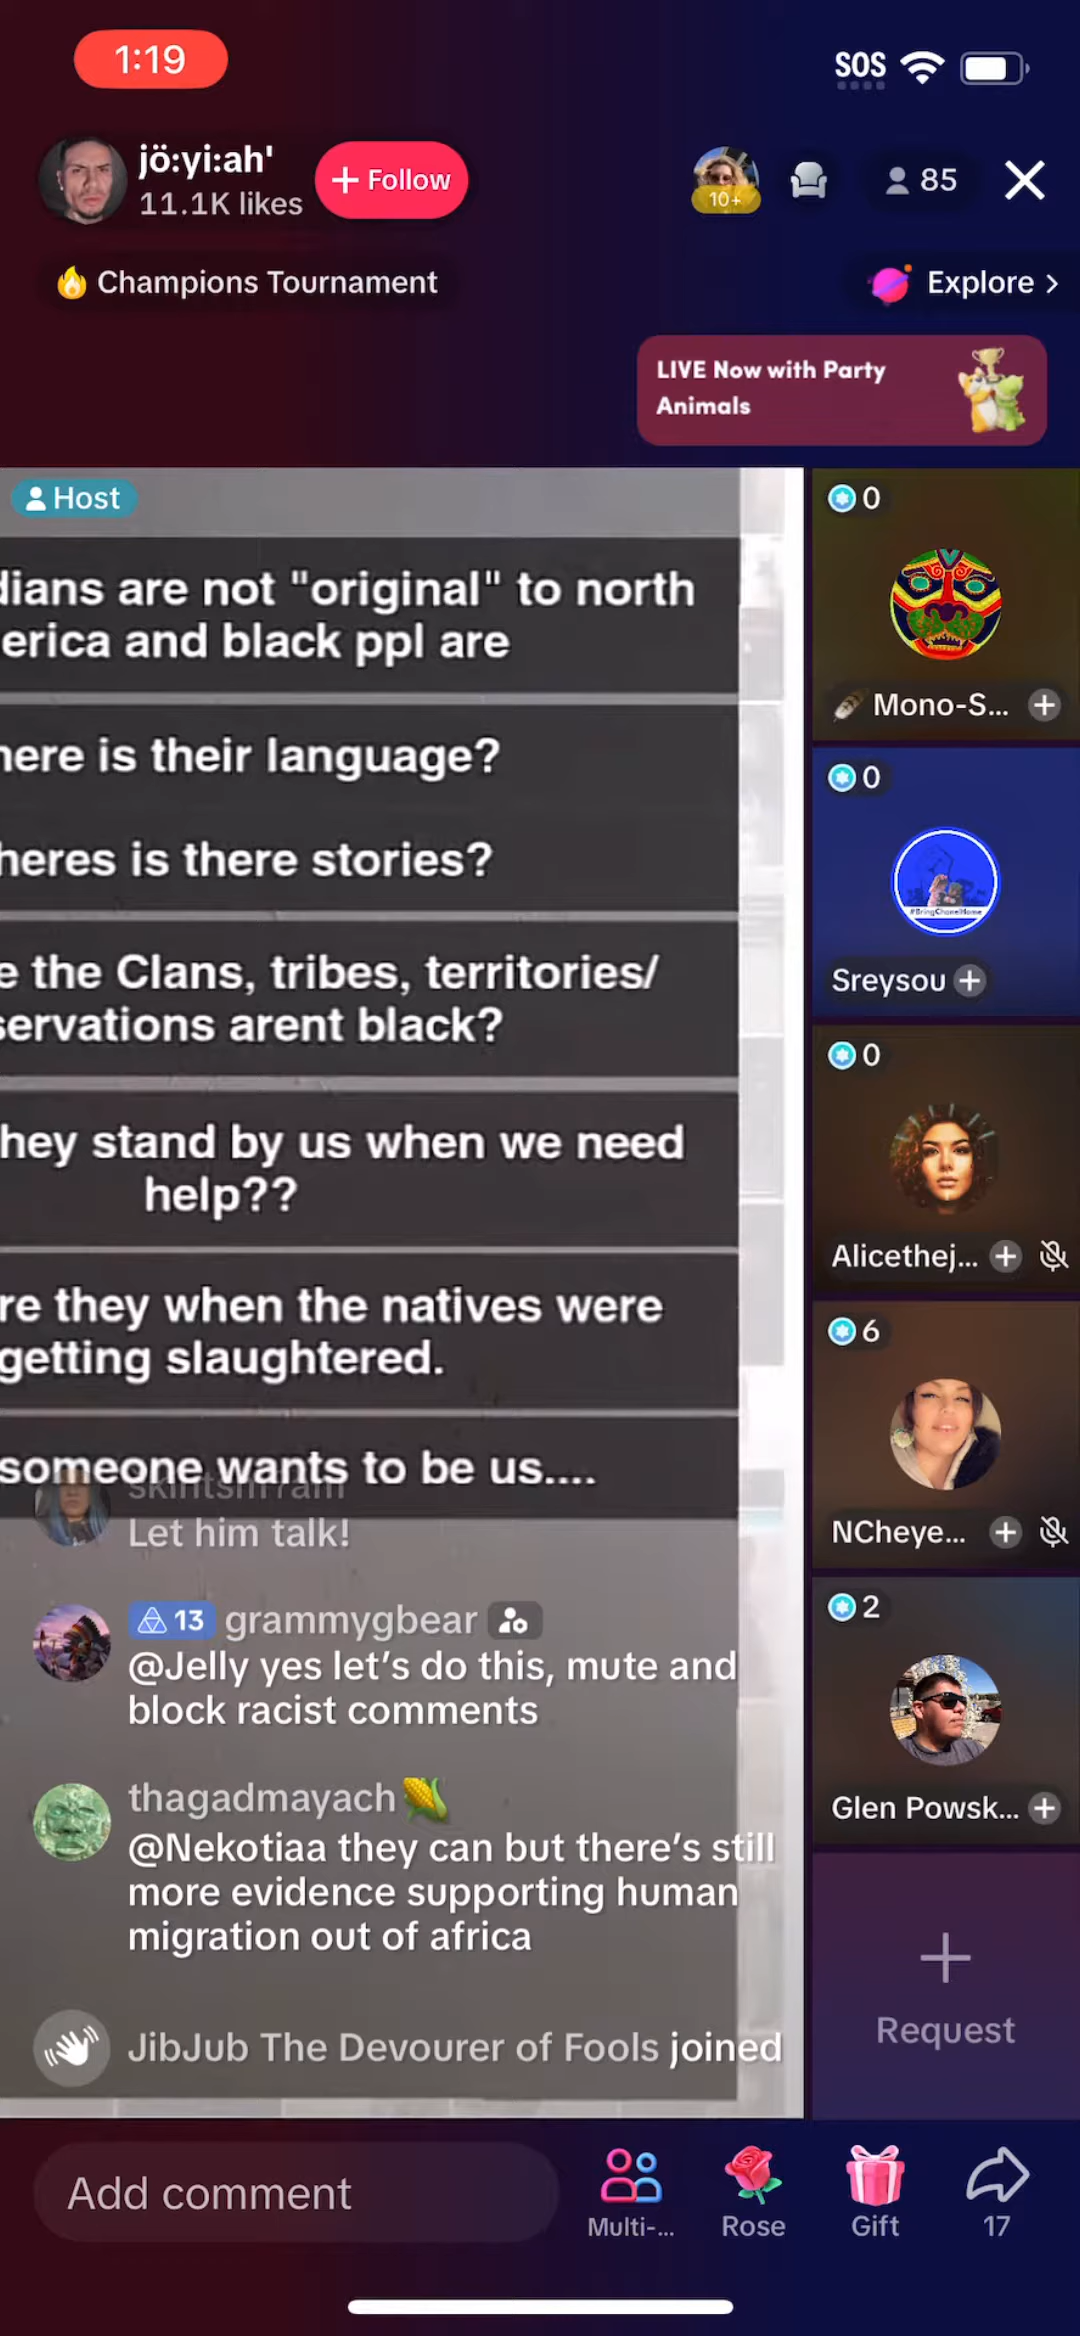 1:19
SOS
jö:yi:ah'
11.1K likes
+ Follow
10+
85
Champions Tournament
Explore >
LIVE Now with Party
Animals
Host
dians are not "original" to north
erica and black ppl are
here is their language?
heres is there stories?
e the Clans, tribes, territories/
servations arent black?
hey stand by us when we need
help??
re they when the natives were
getting slaughtered.
someone wants to be us....
Let him talk!
13 grammygbear
@Jelly yes let's do this, mute and
block racist comments
thagadmayach🌽
@Nekotiaa they can but there's still
more evidence supporting human
migration out of africa
JibJub The Devourer of Fools joined
0
Mono-S...
0
#BringChanelHome
Sreysou
0
Alicethej...
6
NCheye...
2
Glen Powsk...
Request
Add comment
Multi-...
Rose
Gift
17